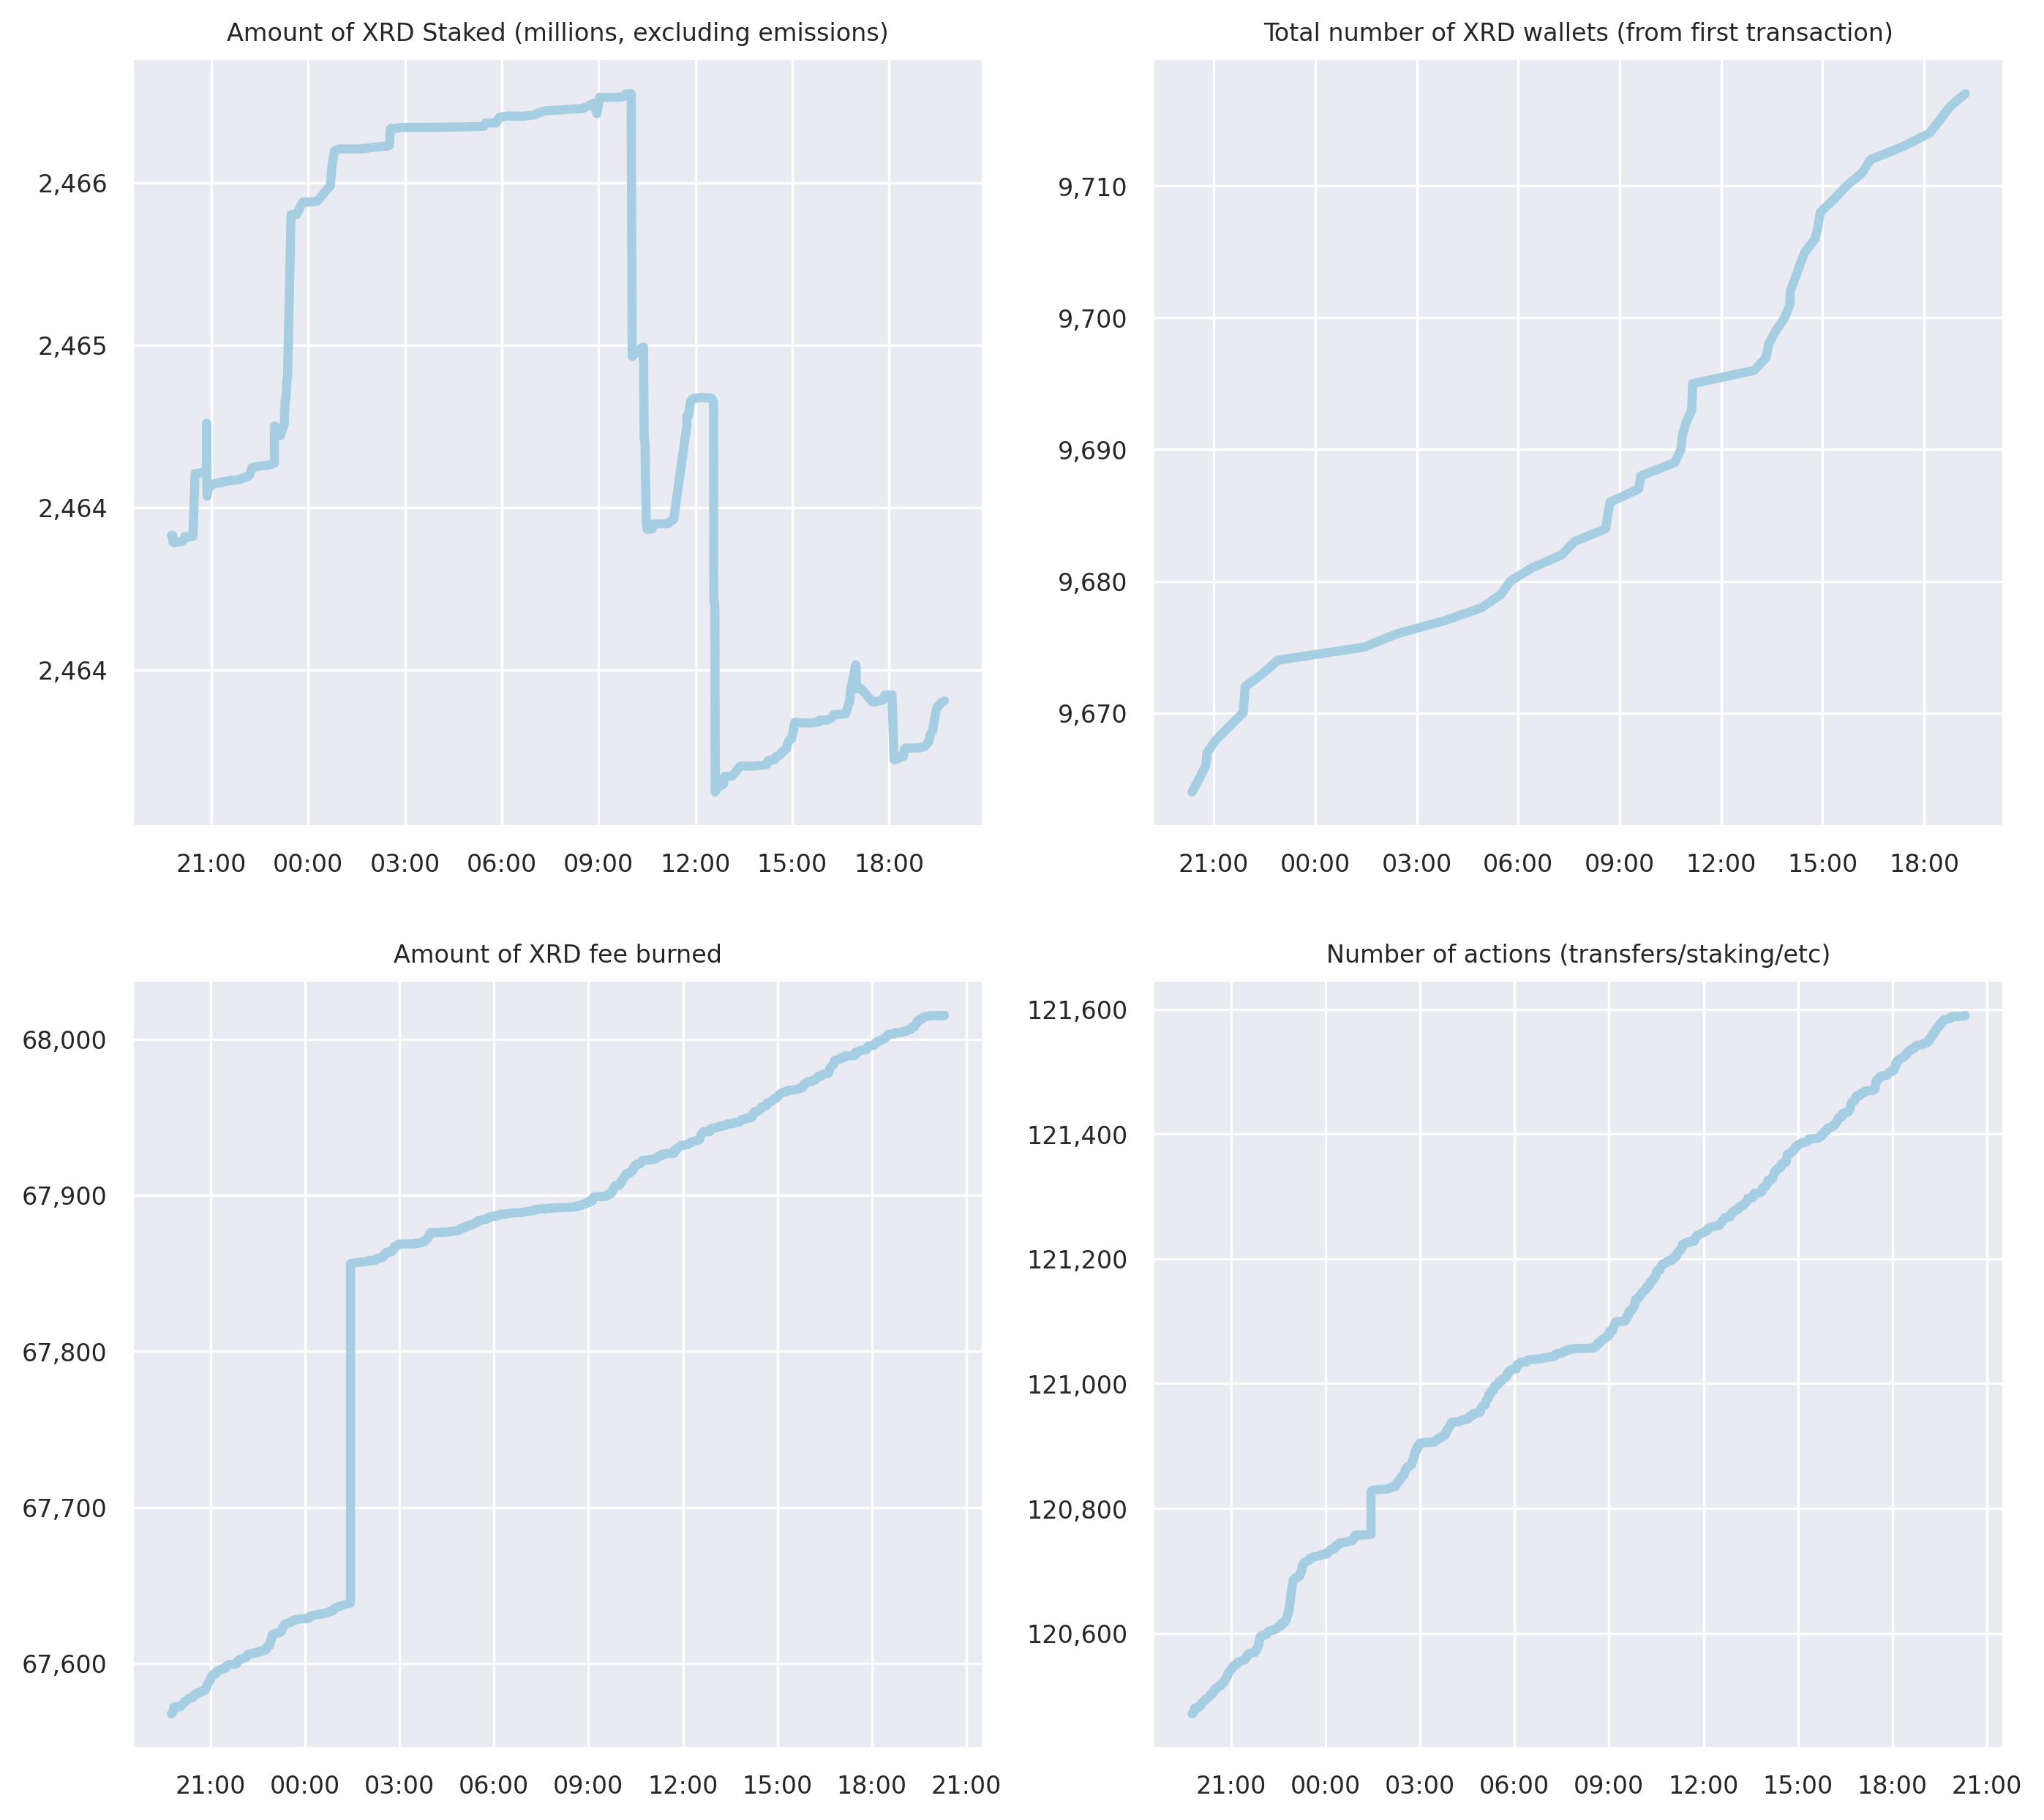 Amount of XRD Staked (millions, excluding emissions)
2,466
2,465
2,464
2,464
21:00 00:00 03:00 06:00 09:00 12:00 15:00 18:00
Total number of XRD wallets (from first transaction)
9,710
9,700
9,690
9,680
9,670
21:00 00:00 03:00 06:00 09:00 12:00 15:00 18:00
Amount of XRD fee burned
68,000
67,900
67,800
67,700
67,600
21:00 00:00 03:00 06:00 09:00 12:00 15:00 18:00 21:00
Number of actions (transfers/staking/etc)
121,600
121,400
121,200
121,000
120,800
120,600
21:00 00:00 03:00 06:00 09:00 12:00 15:00 18:00 21:00